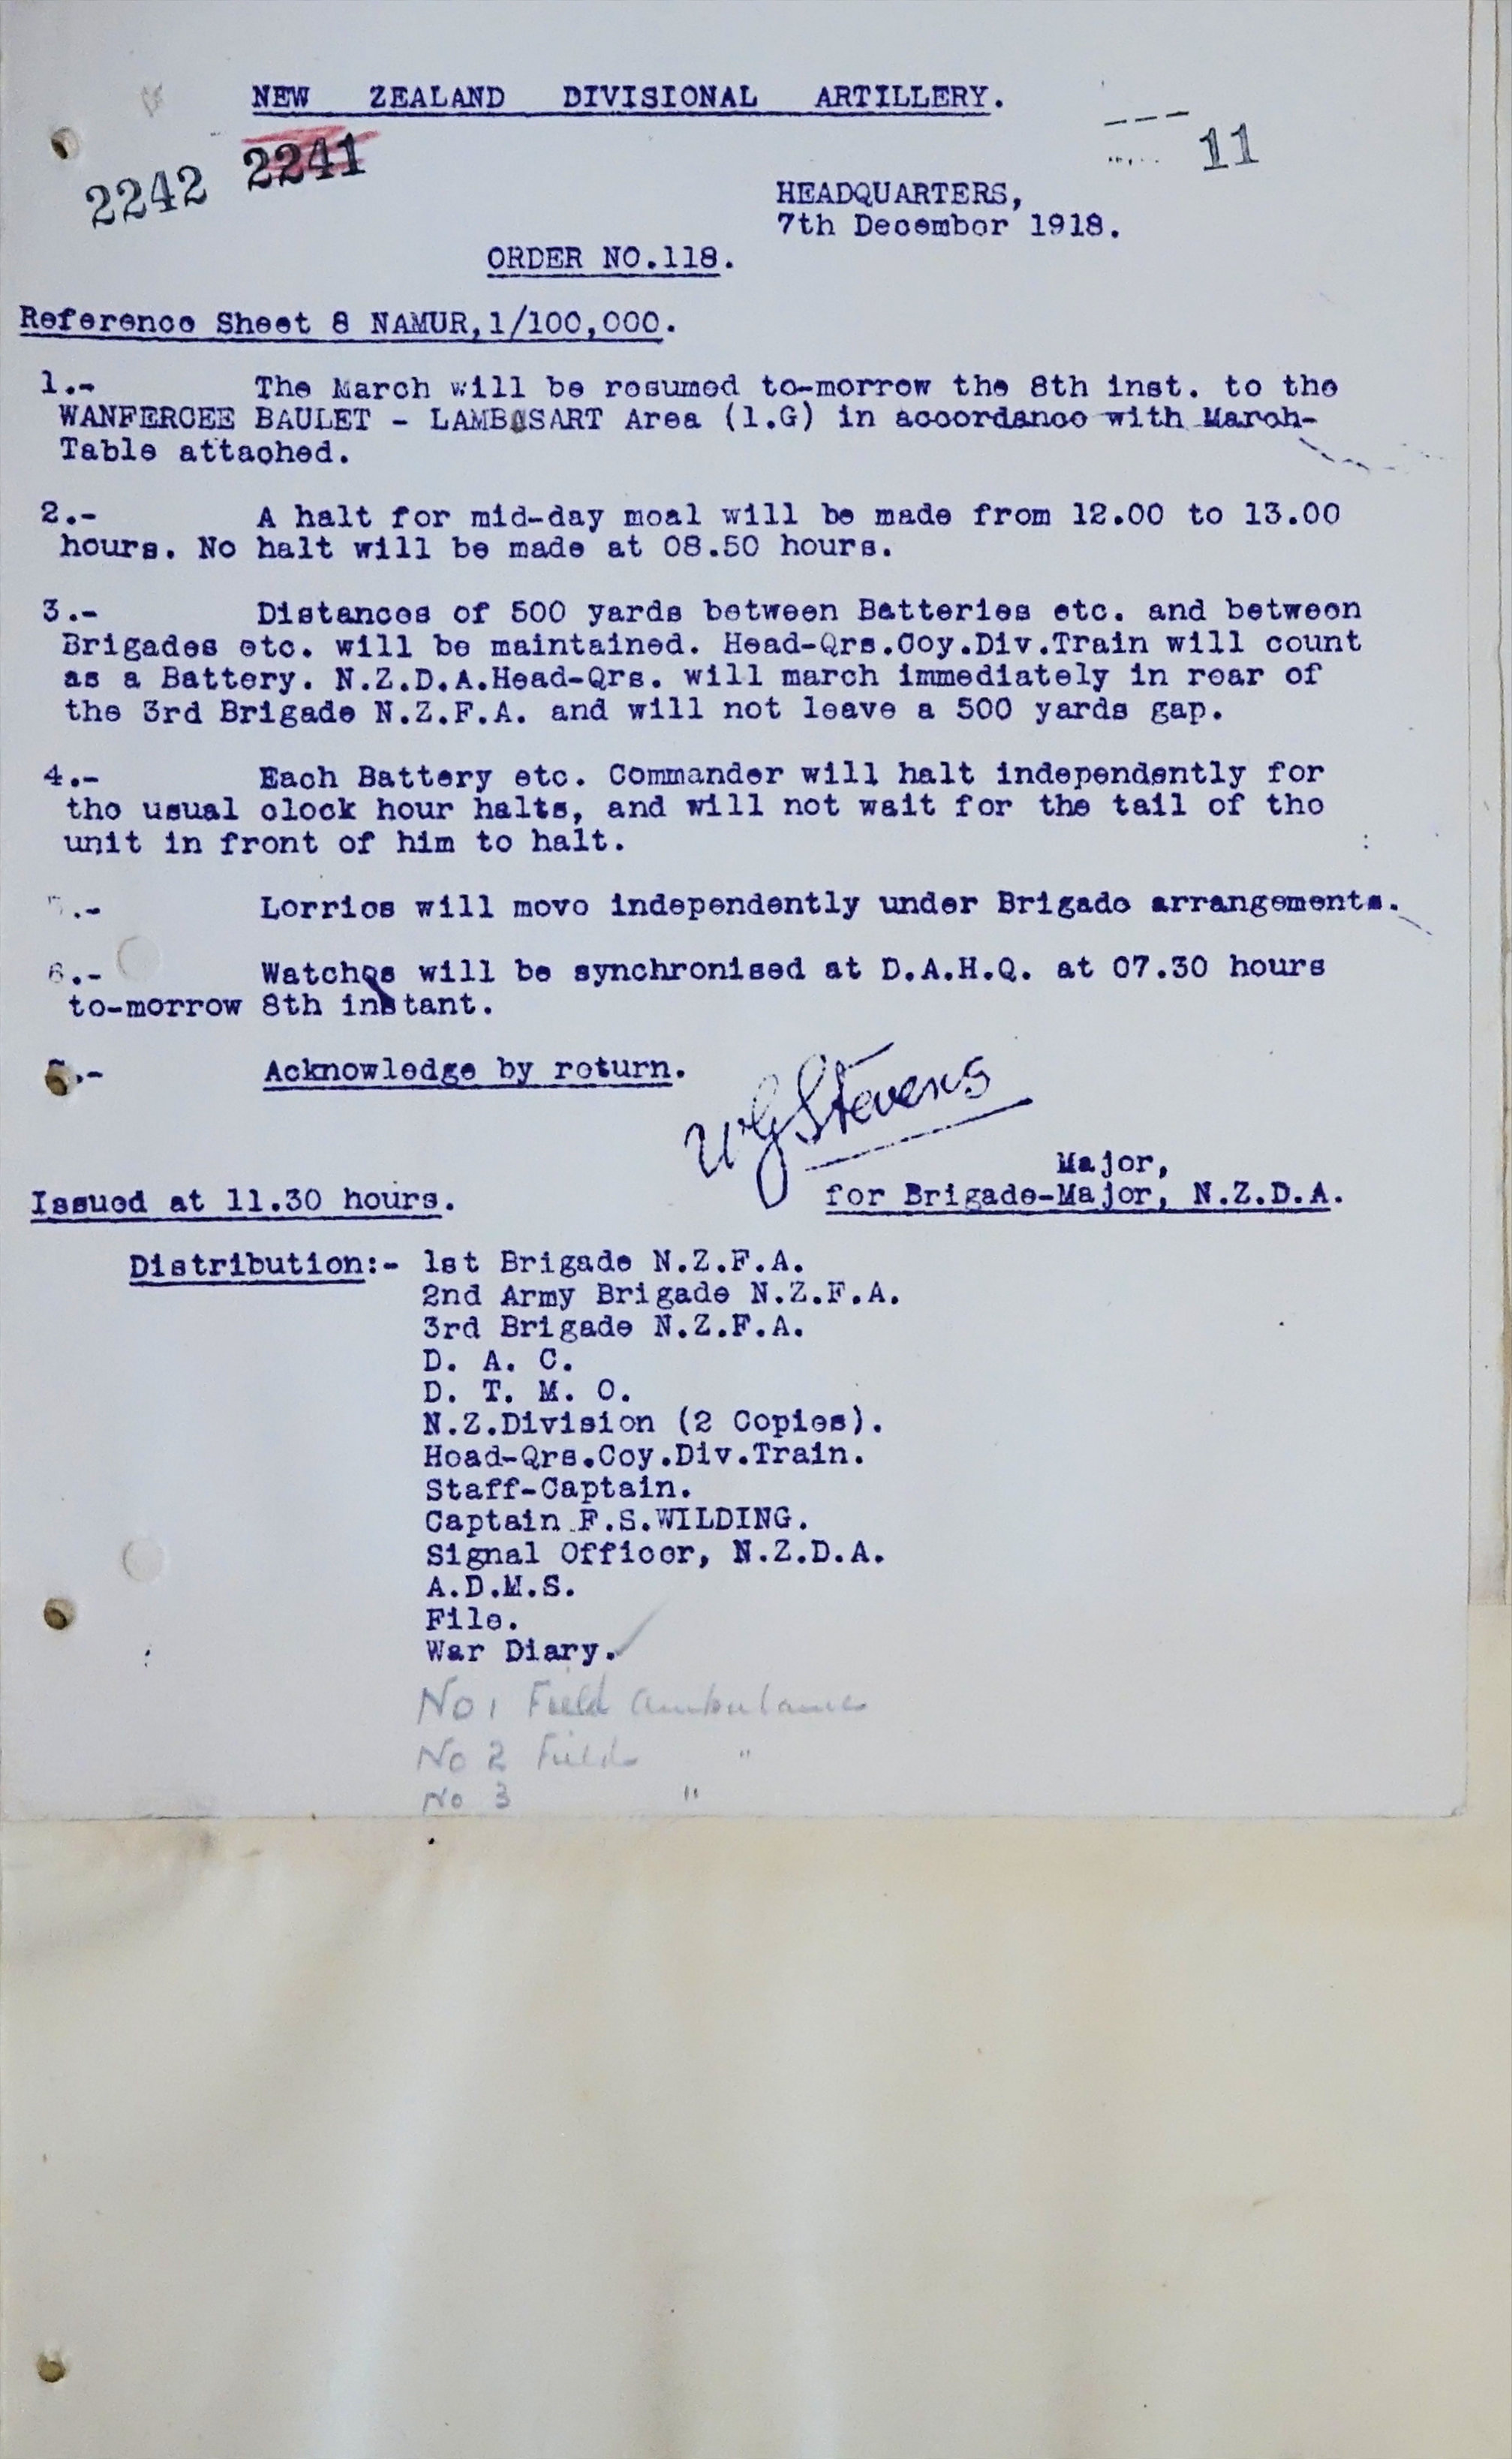 NEW ZEALAND DIVISIONAL ARTILLERY.
2242 2241
11
HEADQUARTERS,
7th December 1918.
ORDER NO.118.
Reference Sheet 8 NAMUR,1/100,000.
1.- The March will be resumed to-morrow the 8th inst. to the
WANFERCEE BAULET - LAMBUSART Area (1.G) in accordance with March-
Table attached.
2.- A halt for mid-day meal will be made from 12.00 to 13.00
hours. No halt will be made at 08.50 hours.
3.- Distances of 500 yards between Batteries etc. and between
Brigades etc. will be maintained. Head-Qrs.Coy.Div.Train will count
as a Battery. N.Z.D.A.Head-Qrs. will march immediately in rear of
the 3rd Brigade N.Z.F.A. and will not leave a 500 yards gap.
4.- Each Battery etc. Commander will halt independently for
the usual clock hour halts, and will not wait for the tail of the
unit in front of him to halt.
.- Lorries will move independently under Brigade arrangements.
6.- Watches will be synchronised at D.A.H.Q. at 07.30 hours
to-morrow 8th instant.
.- Acknowledge by return.
WGStevens
Major,
Issued at 11.30 hours. for Brigade-Major, N.Z.D.A.
Distribution:- 1st Brigade N.Z.F.A.
2nd Army Brigade N.Z.F.A.
3rd Brigade N.Z.F.A.
D. A. C.
D. T. M. O.
N.Z.Division (2 Copies).
Head-Qrs.Coy.Div.Train.
Staff-Captain.
Captain F.S.WILDING.
Signal Officer, N.Z.D.A.
A.D.M.S.
File.
War Diary.
No 1 Field Ambulance
No 2 Field "
No 3 "